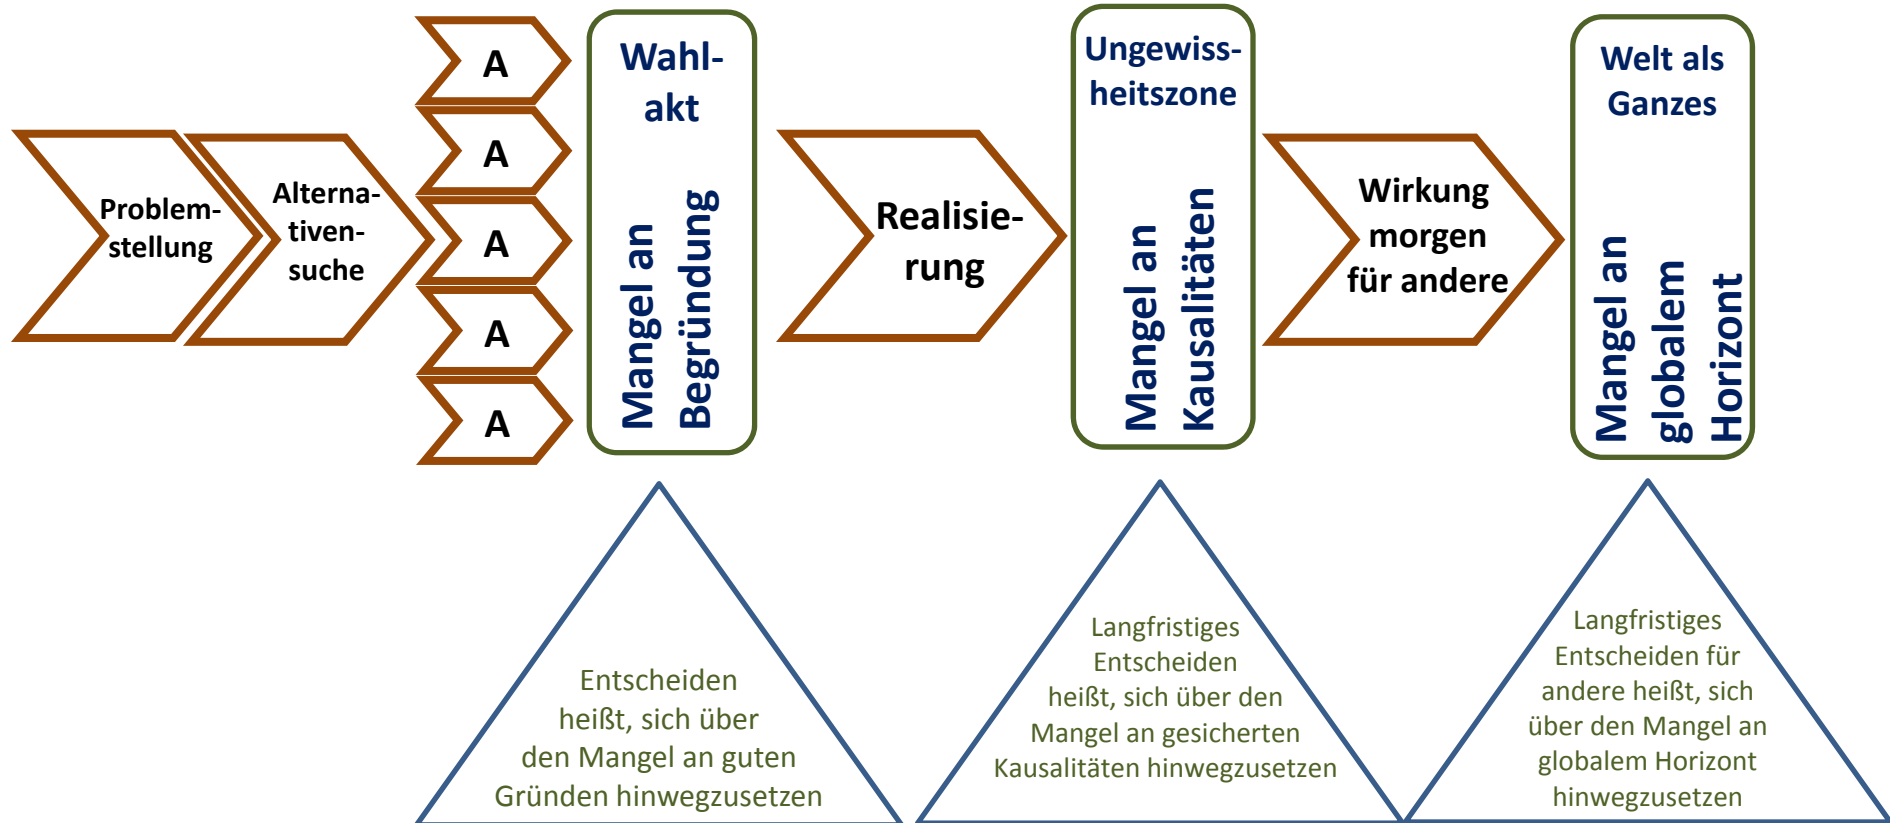 Problem-
stellung
Alterna-
tiven-
suche
A
A
A
A
A
Wahl-
akt
Mangel an
Begründung
Realisie-
rung
Ungewiss-
heitszone
Mangel an
Kausalitäten
Wirkung
morgen
für andere
Welt als
Ganzes
Mangel an
globalem
Horizont
Entscheiden
heißt, sich über
den Mangel an guten
Gründen hinwegzusetzen
Langfristiges
Entscheiden
heißt, sich über den
Mangel an gesicherten
Kausalitäten hinwegzusetzen
Langfristiges
Entscheiden für
andere heißt, sich
über den Mangel an
globalem Horizont
hinwegzusetzen